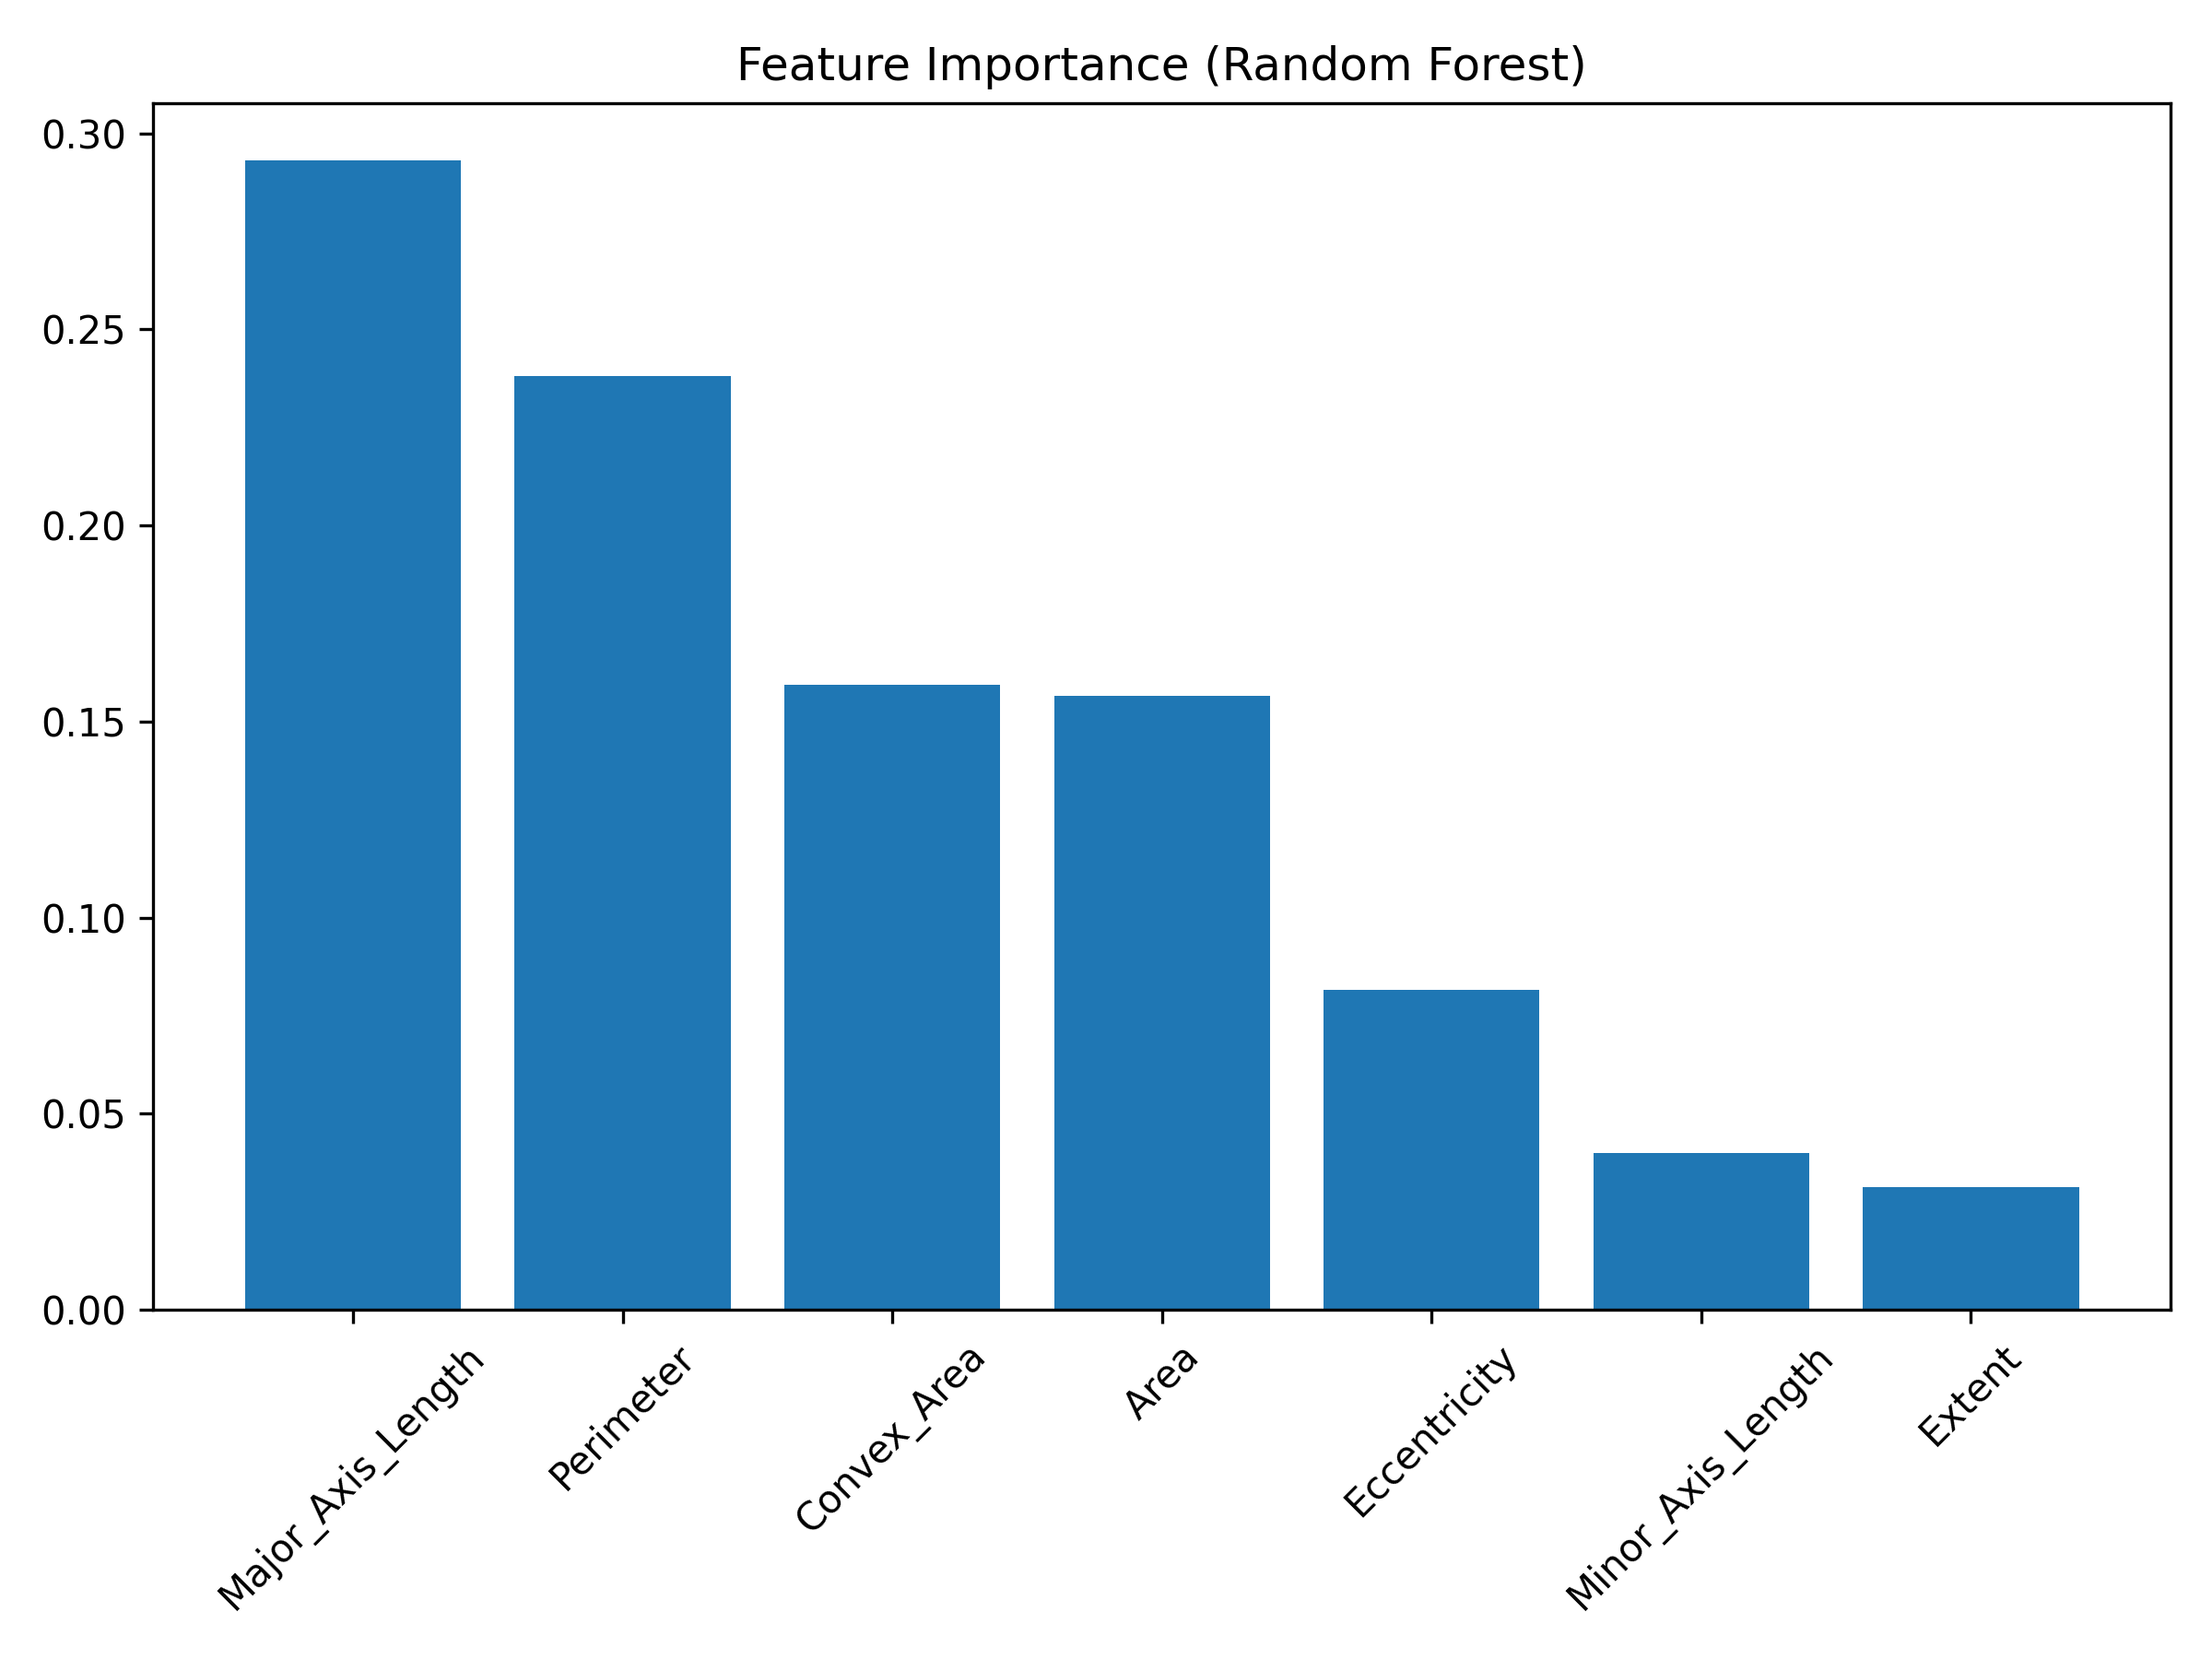 Feature Importance (Random Forest)
0.30
0.25
0.20
0.15
0.10
0.05
0.00
Major_Axis_Length
Perimeter
Convex_Area
Area
Eccentricity
Minor_Axis_Length
Extent